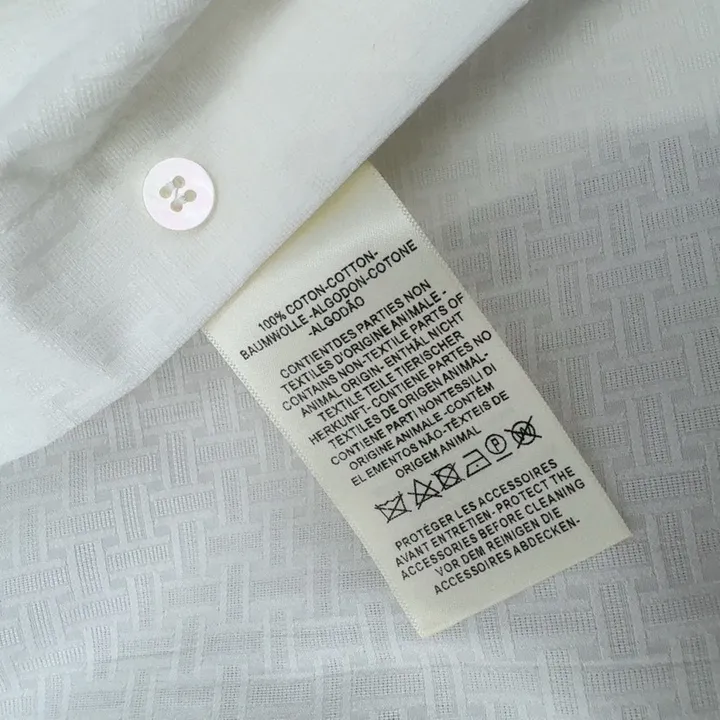 100% COTON-COTTON-
BAUMWOLLE-ALGODON-COTONE
-ALGODÃO
CONTIENTDES PARTIES NON
TEXTILES D'ORIGINE ANIMALE-
CONTAINS NON-TEXTILE PARTS OF
ANIMAL ORIGIN- ENTHÄL NICHT
TEXTILE TEILE TIERISCHER
HERKUNFT- CONTIENE PARTES NO
TEXTILES DE ORIGEN ANIMAL-
CONTIENE PARTI NONTESSILI DI
ORIGINE ANIMALE-CONTÉM
ELEMENTOS NÃO-TÊXTEIS DE
ORIGEM ANIMAL
P
PROTÉGER LES ACCESSOIRES
AVANT ENTRETIEN- PROTECT THE
ACCESSORIES BEFORE CLEANING
VOR DEM REINIGEN DIE
ACCESSOIRES ABDECKEN-